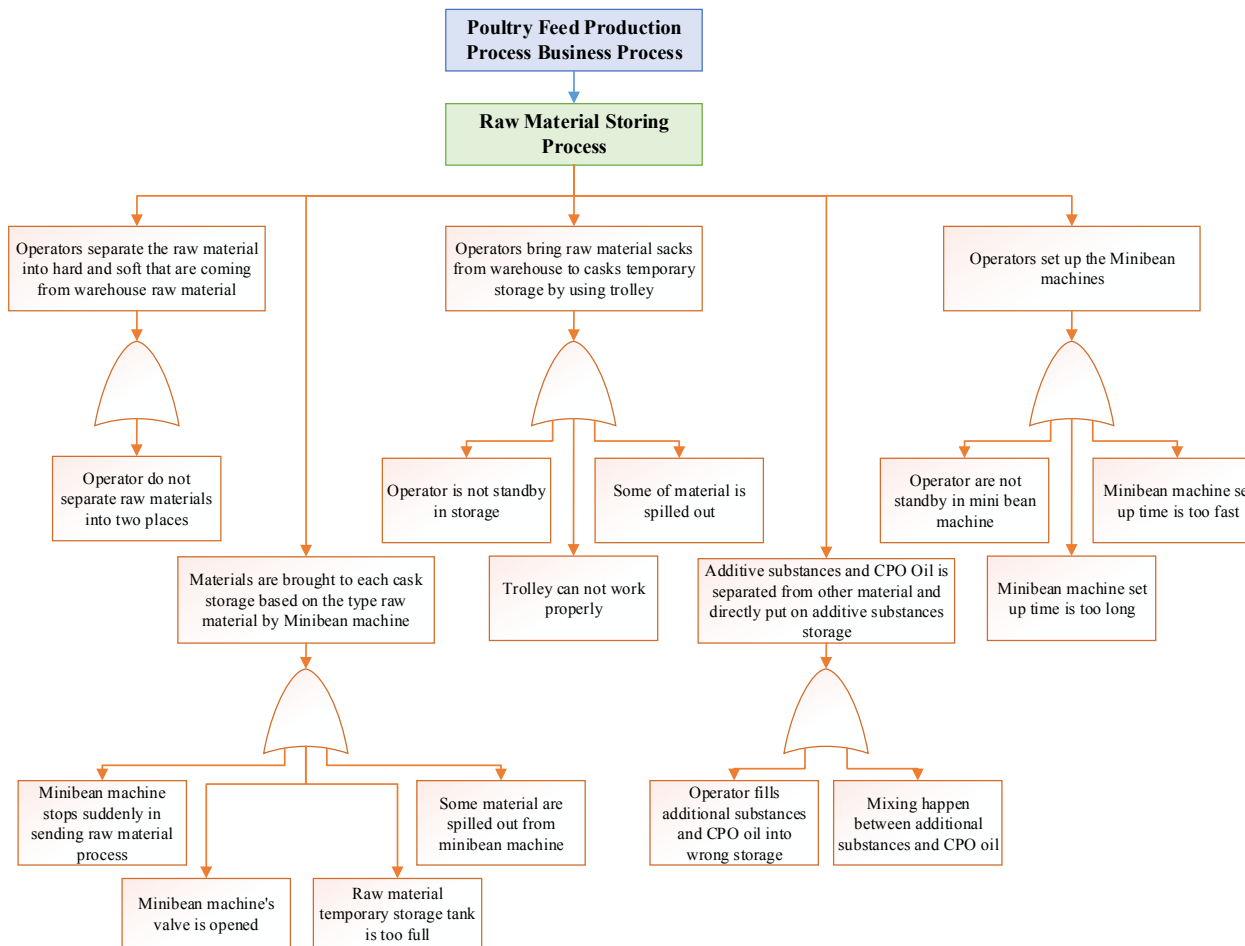 Poultry Feed Production
Process Business Process
Raw Material Storing
Process
Operators separate the raw material
into hard and soft that are coming
from warehouse raw material
Operators bring raw material sacks
from warehouse to casks temporary
storage by using trolley
Operators set up the Minibean
machines
Operator do not
separate raw materials
into two places
Operator is not standby
in storage
Some of material is
spilled out
Operator are not
standby in mini bean
machine
Minibean machine se
up time is too fast
Materials are brought to each cask
storage based on the type raw
material by Minibean machine
Trolley can not work
properly
Additive substances and CPO Oil is
separated from other material and
directly put on additive substances
storage
Minibean machine set
up time is too long
Minibean machine
stops suddenly in
sending raw material
process
Some material are
spilled out from
minibean machine
Operator fills
additional substances
and CPO oil into
wrong storage
Mixing happen
between additional
substances and CPO oil
Minibean machine's
valve is opened
Raw material
temporary storage tank
is too full